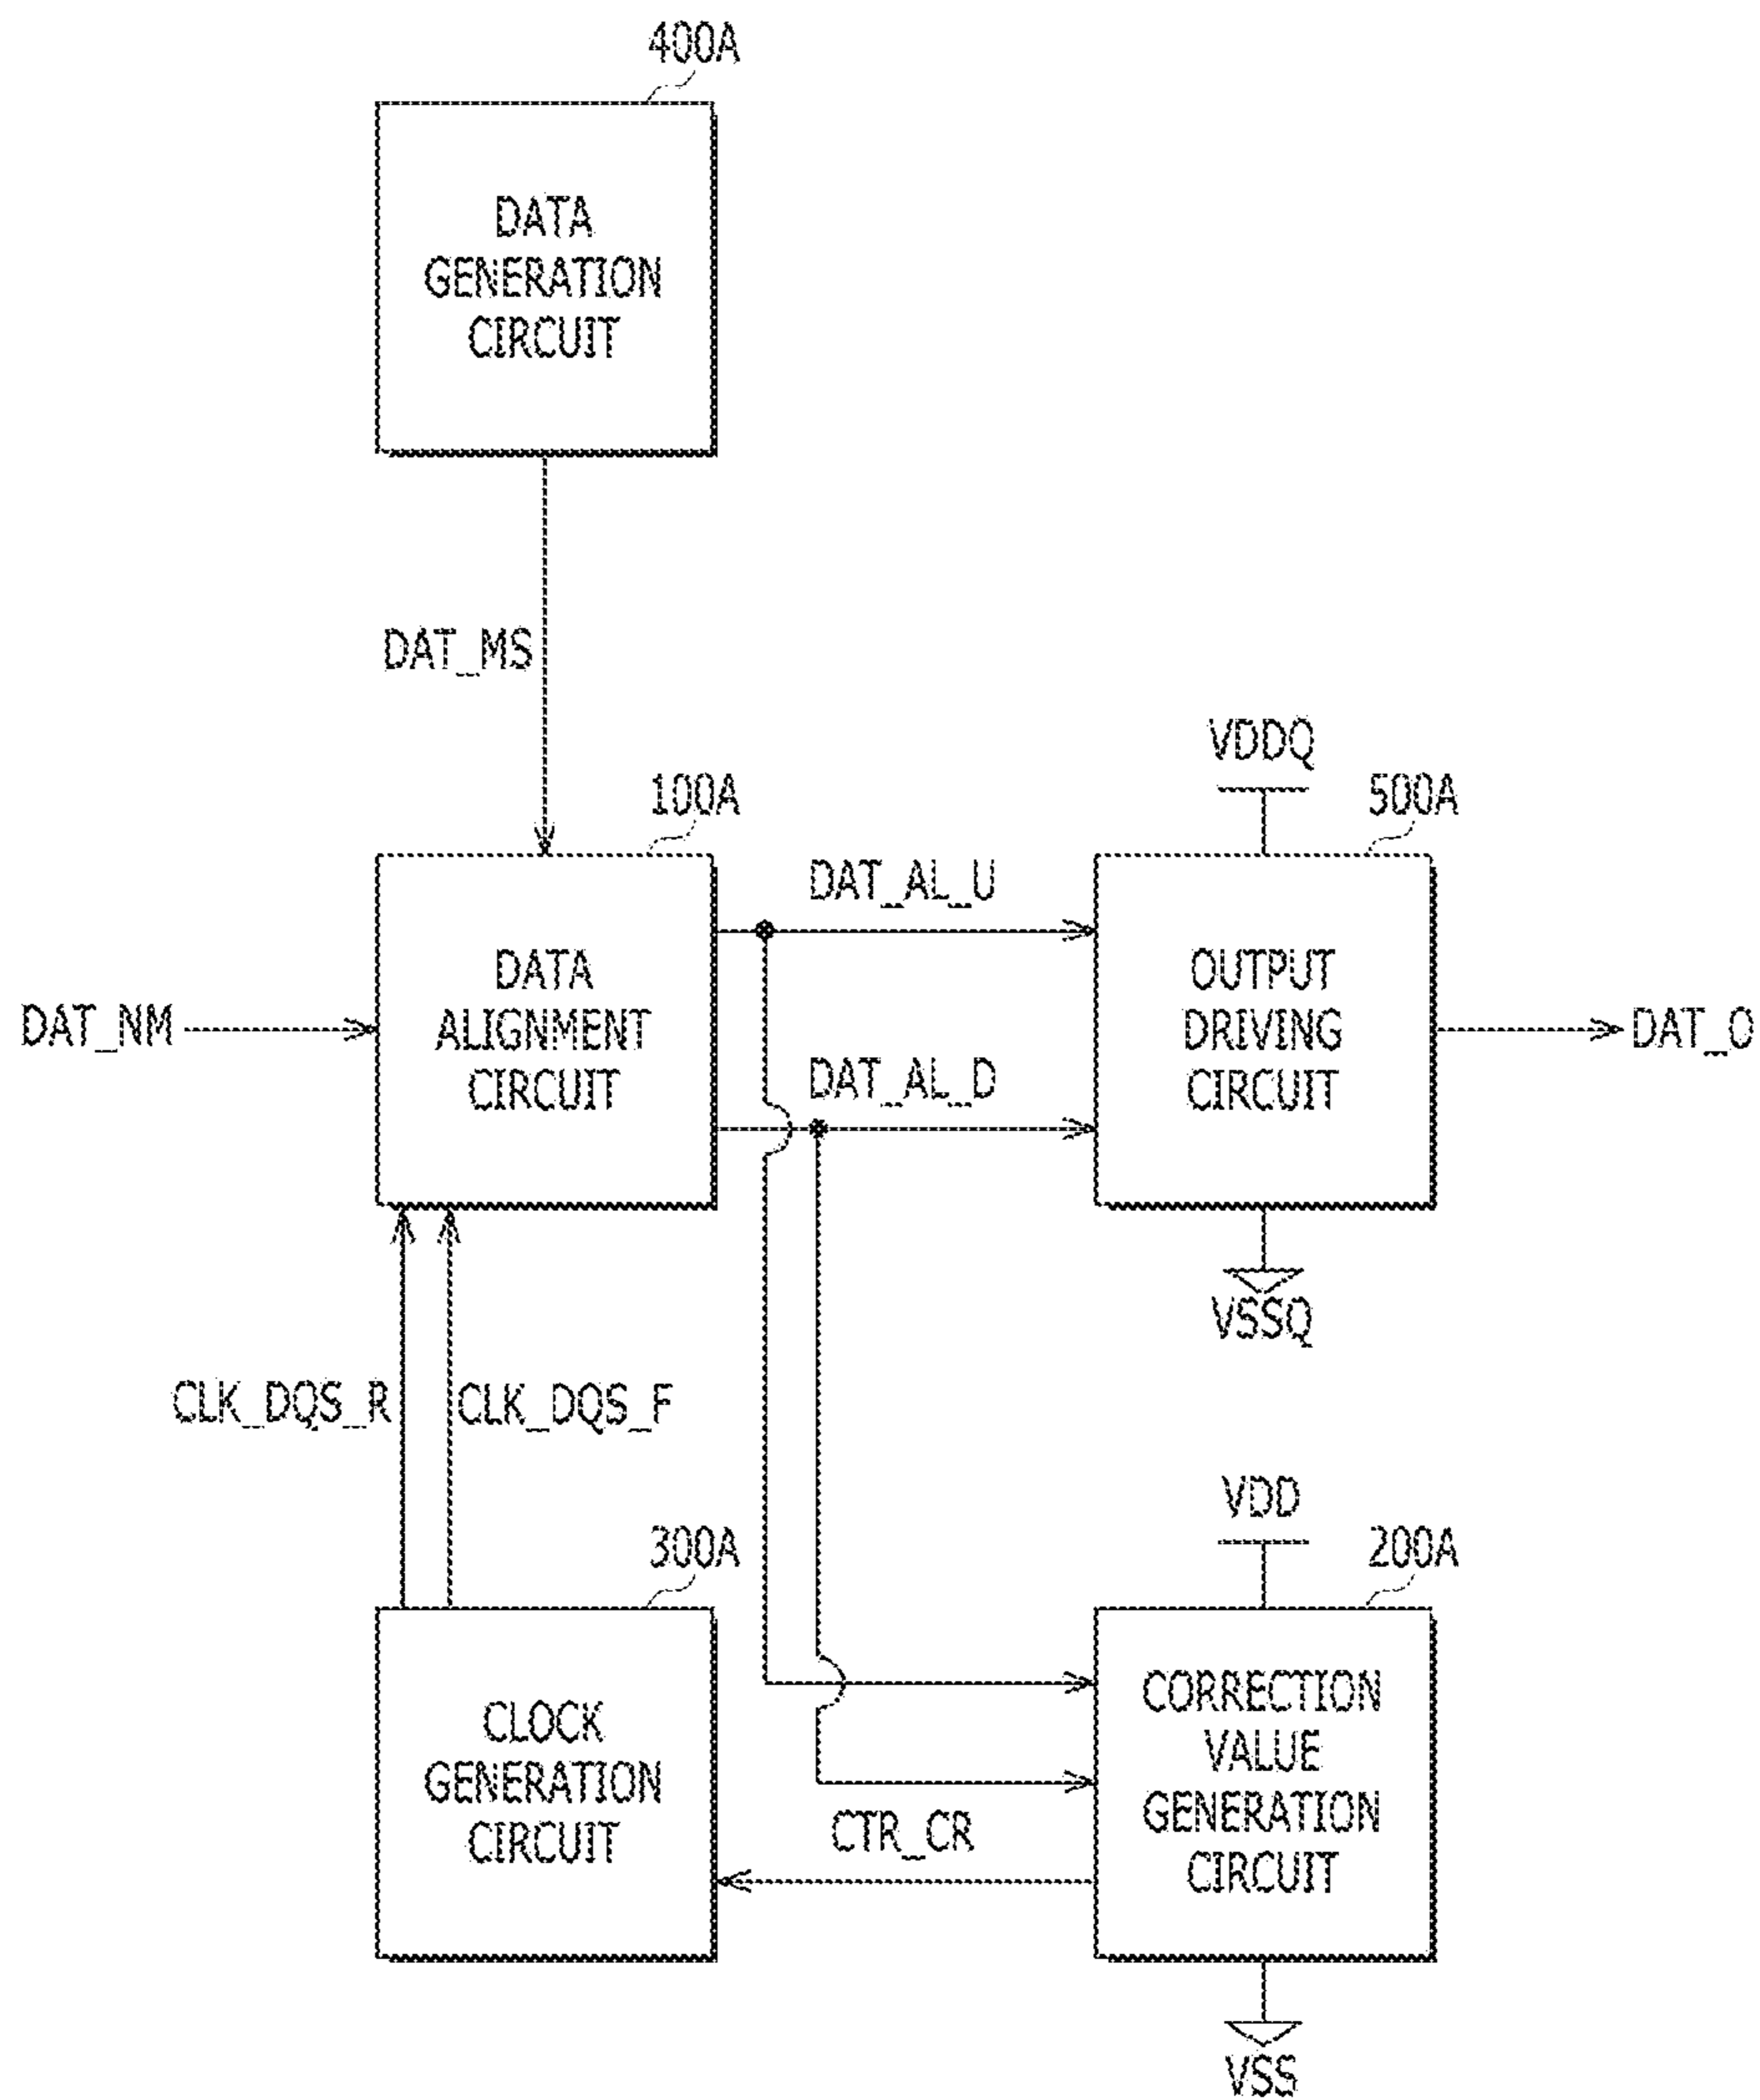 400A
DATA
GENERATION
CIRCUIT
DAT_MS
VDDQ
100A
500A
DAT_AL_U
DATA
ALIGNMENT
CIRCUIT
OUTPUT
DRIVING
CIRCUIT
DAT_NM
DAT_O
DAT_AL_D
VSSQ
CLK_DQS_R
CLK_DQS_F
VDD
300A
200A
CLOCK
GENERATION
CIRCUIT
CORRECTION
VALUE
GENERATION
CIRCUIT
CTR_CR
VSS